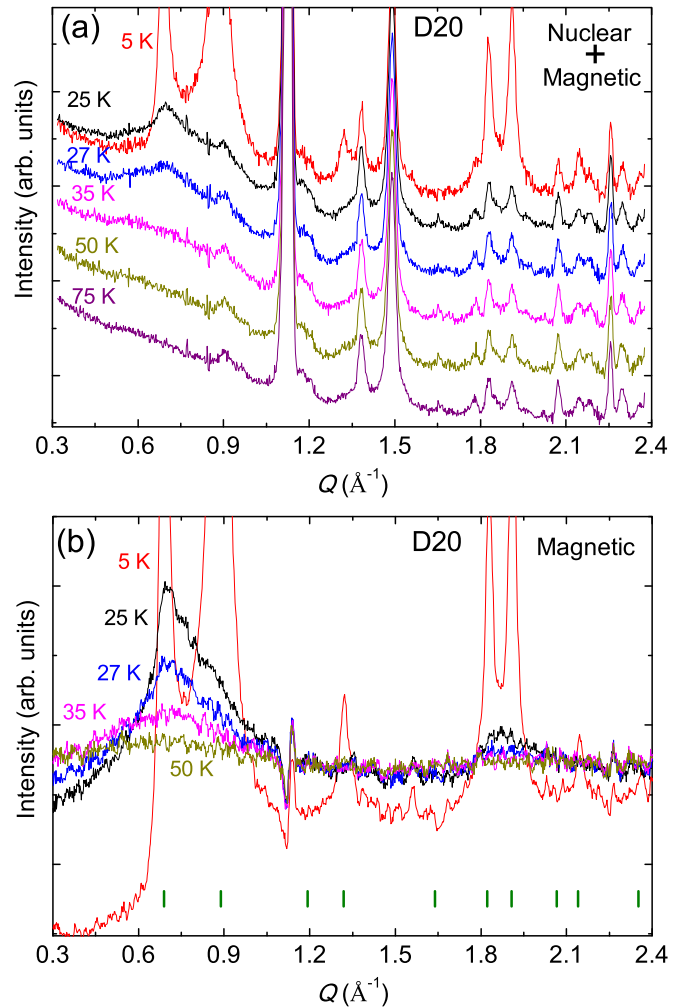 (a)
D20
Nuclear
+
Magnetic
5 K
25 K
27 K
35 K
50 K
75 K
Intensity (arb. units)
0.3 0.6 0.9 1.2 1.5 1.8 2.1 2.4
Q (Å⁻¹)
(b)
D20
Magnetic
5 K
25 K
27 K
35 K
50 K
Intensity (arb. units)
0.3 0.6 0.9 1.2 1.5 1.8 2.1 2.4
Q (Å⁻¹)